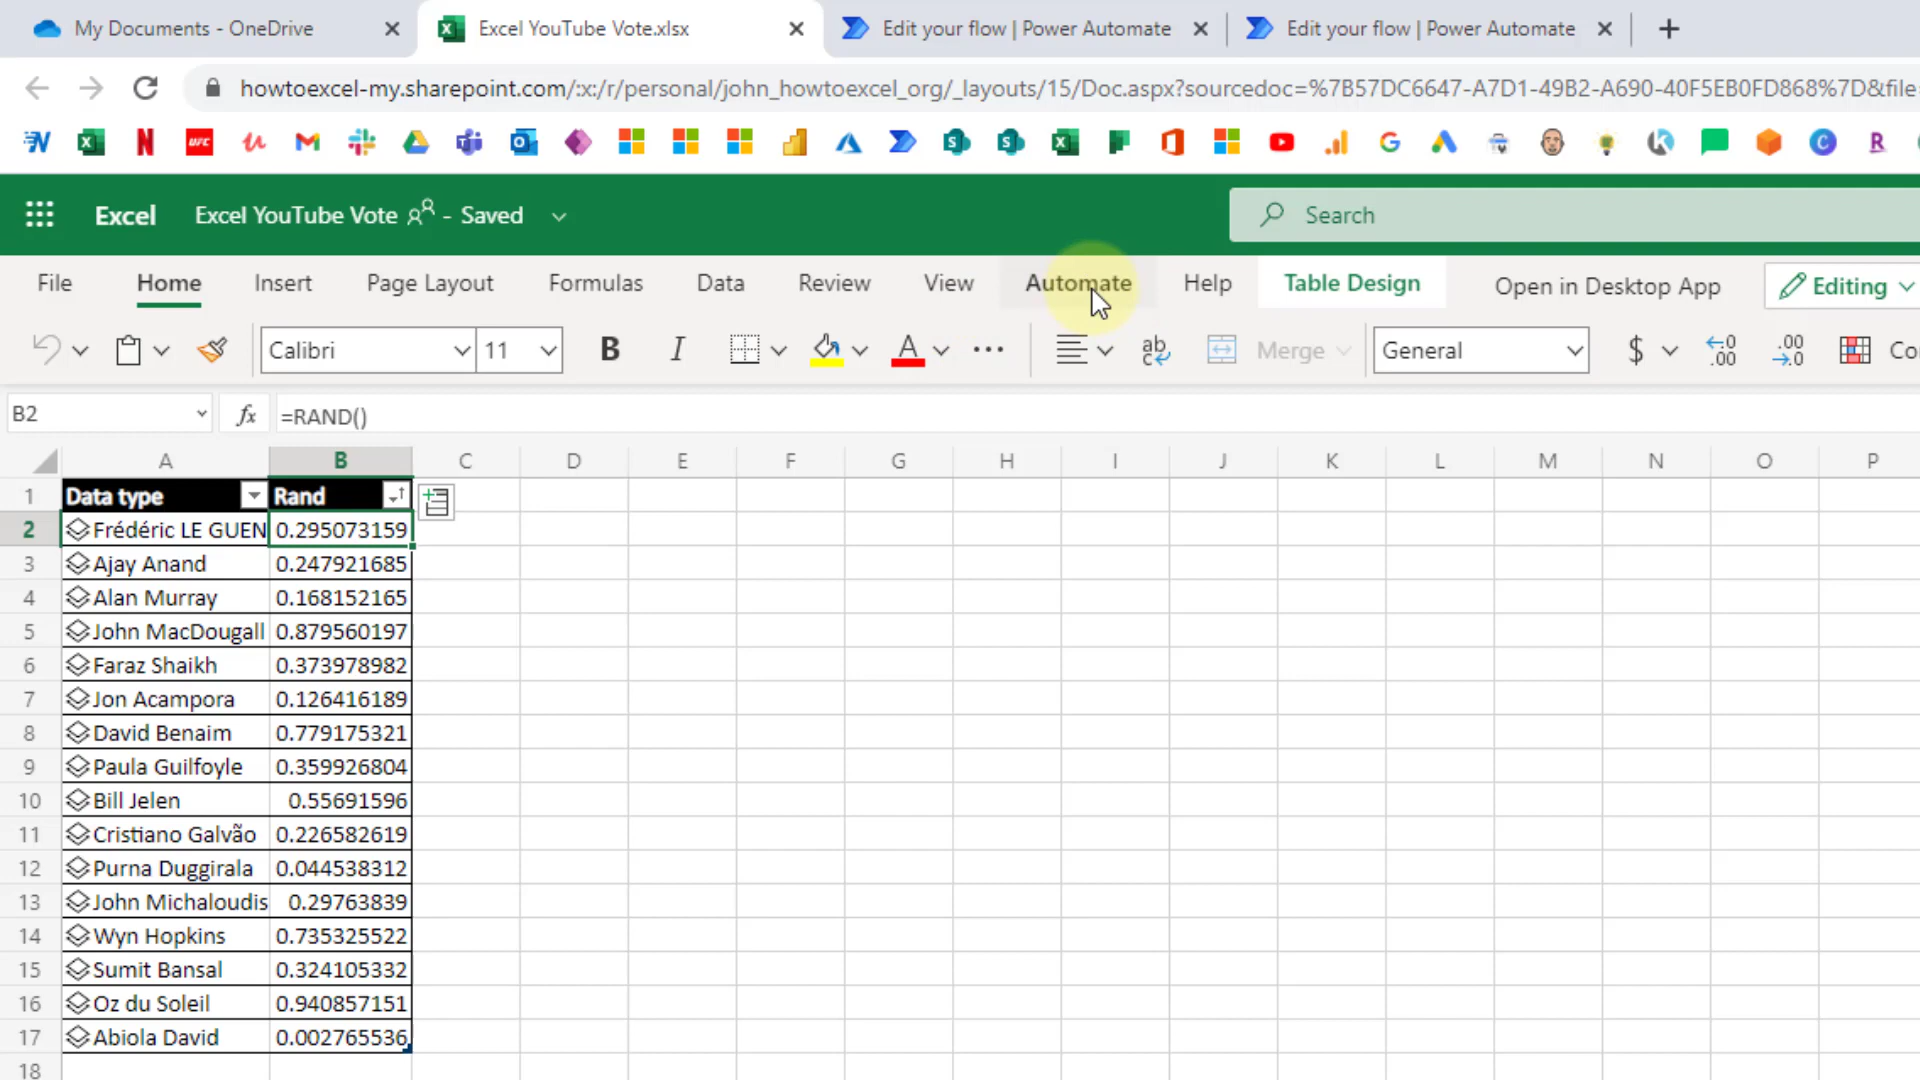 My Documents - OneDrive
Excel YouTube Vote.xlsx
Edit your flow | Power Automate
Edit your flow | Power Automate
howtoexcel-my.sharepoint.com/:x:/r/personal/john_howtoexcel_org/_layouts/15/Doc.aspx?sourcedoc=%7B57DC6647-A7D1-49B2-A690-40F5EB0FD868%7D&file
Excel Excel YouTube Vote - Saved Search
File Home Insert Page Layout Formulas Data Review View Automate Help Table Design Open in Desktop App Editing
Calibri 11 B I A ... ab Merge General $ .00 .00 Co
B2 fx =RAND()
A B C D E F G H I J K L M N O P
1 Data type Rand
2 Frédéric LE GUEN 0.295073159
3 Ajay Anand 0.247921685
4 Alan Murray 0.168152165
5 John MacDougall 0.879560197
6 Faraz Shaikh 0.373978982
7 Jon Acampora 0.126416189
8 David Benaim 0.779175321
9 Paula Guilfoyle 0.359926804
10 Bill Jelen 0.55691596
11 Cristiano Galvão 0.226582619
12 Purna Duggirala 0.044538312
13 John Michaloudis 0.29763839
14 Wyn Hopkins 0.735325522
15 Sumit Bansal 0.324105332
16 Oz du Soleil 0.940857151
17 Abiola David 0.002765536
18